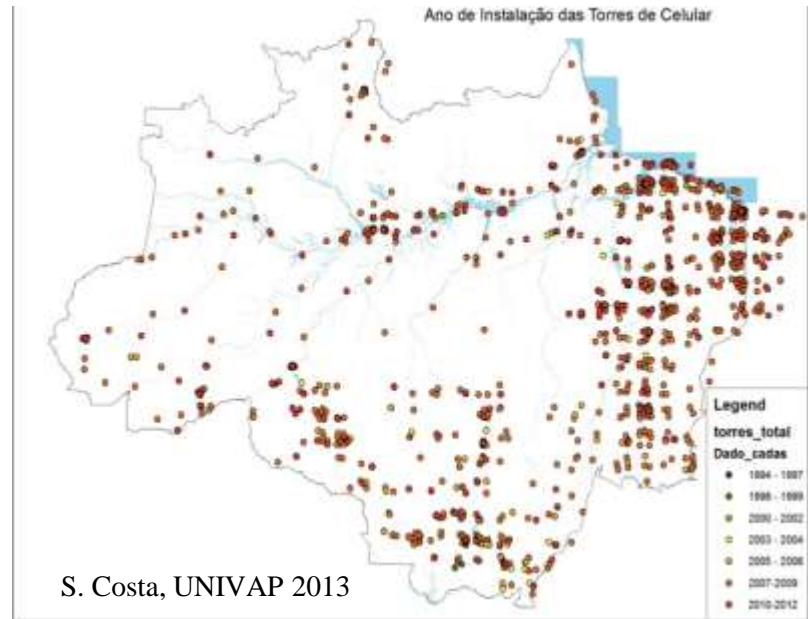 Ano de Instalação das Torres de Celular
Legend
torres_total
Dado_cadas
1994 - 1997
1998 - 1999
2000 - 2002
2003 - 2004
2005 - 2006
2007-2009
2010-2012
S. Costa, UNIVAP 2013